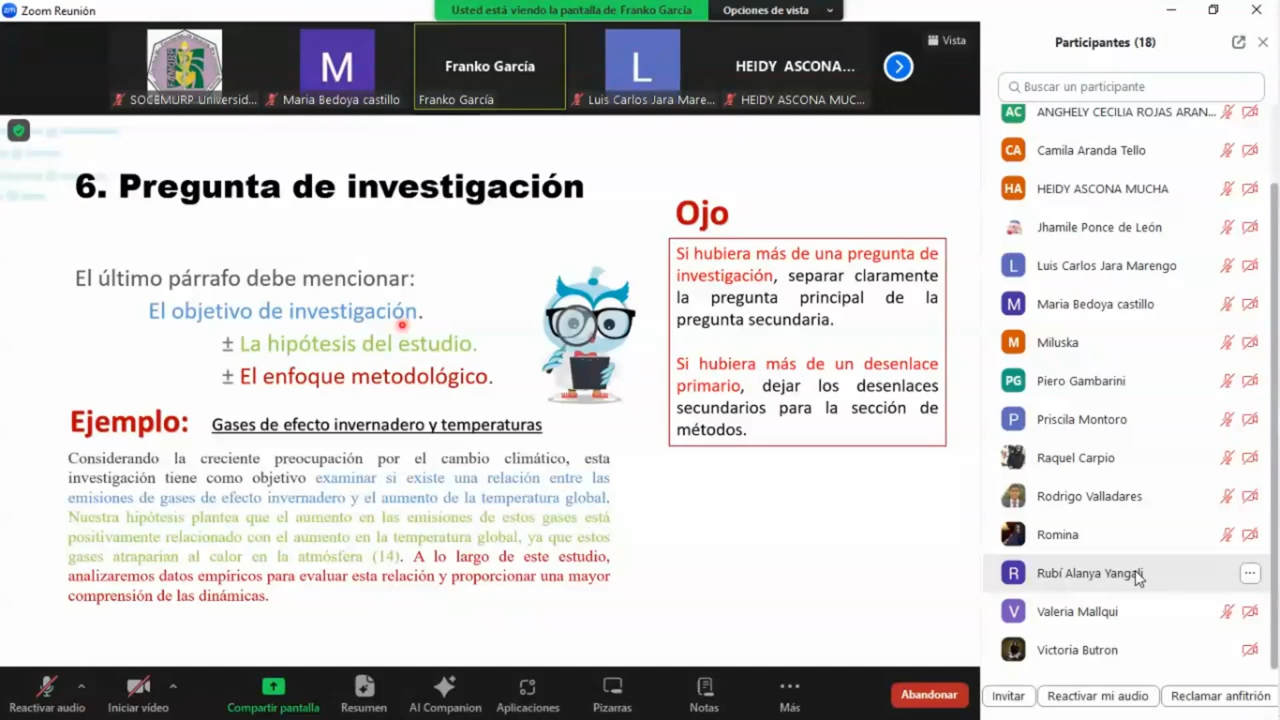 Zoom Reunión
Usted está viendo la pantalla de Franko García
Opciones de vista
Vista
M
Franko García
L
HEIDY ASCONA...
SOCEMURP Universid...
Maria Bedoya castillo
Franko García
Luis Carlos Jara Mare...
HEIDY ASCONA MUC...
6. Pregunta de investigación
El último párrafo debe mencionar:
El objetivo de investigación.
± La hipótesis del estudio.
± El enfoque metodológico.
Ejemplo: Gases de efecto invernadero y temperaturas
Considerando la creciente preocupación por el cambio climático, esta
investigación tiene como objetivo examinar si existe una relación entre las
emisiones de gases de efecto invernadero y el aumento de la temperatura global.
Nuestra hipótesis plantea que el aumento en las emisiones de estos gases está
positivamente relacionado con el aumento en la temperatura global, ya que estos
gases atraparían al calor en la atmósfera (14). A lo largo de este estudio,
analizaremos datos empíricos para evaluar esta relación y proporcionar una mayor
comprensión de las dinámicas.
Ojo
Si hubiera más de una pregunta de
investigación, separar claramente
la pregunta principal de la
pregunta secundaria.
Si hubiera más de un desenlace
primario, dejar los desenlaces
secundarios para la sección de
métodos.
Participantes (18)
Buscar un participante
AC ANGHELY CECILIA ROJAS ARAN...
CA Camila Aranda Tello
HA HEIDY ASCONA MUCHA
Jhamile Ponce de León
L Luis Carlos Jara Marengo
M Maria Bedoya castillo
M Miluska
PG Piero Gambarini
P Priscila Montoro
Raquel Carpio
Rodrigo Valladares
Romina
R Rubí Alanya Yangali
V Valeria Mallqui
Victoria Butron
Invitar
Reactivar mi audio
Reclamar anfitrión
Reactivar audio
Iniciar vídeo
Compartir pantalla
Resumen
AI Companion
Aplicaciones
Pizarras
Notas
Más
Abandonar